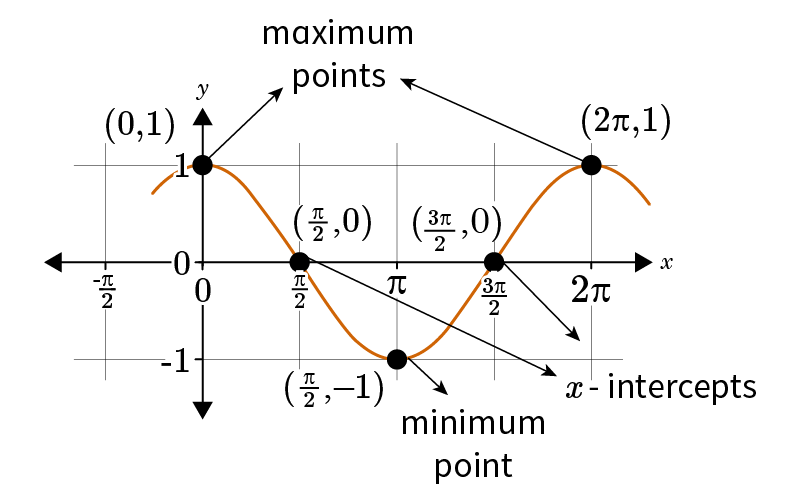 maximum
points
y
(0,1)
(2π,1)
1
(π/2,0)
(3π/2,0)
0
x
-π/2
0
π/2
π
3π/2
2π
-1
(π/2,−1)
x - intercepts
minimum
point